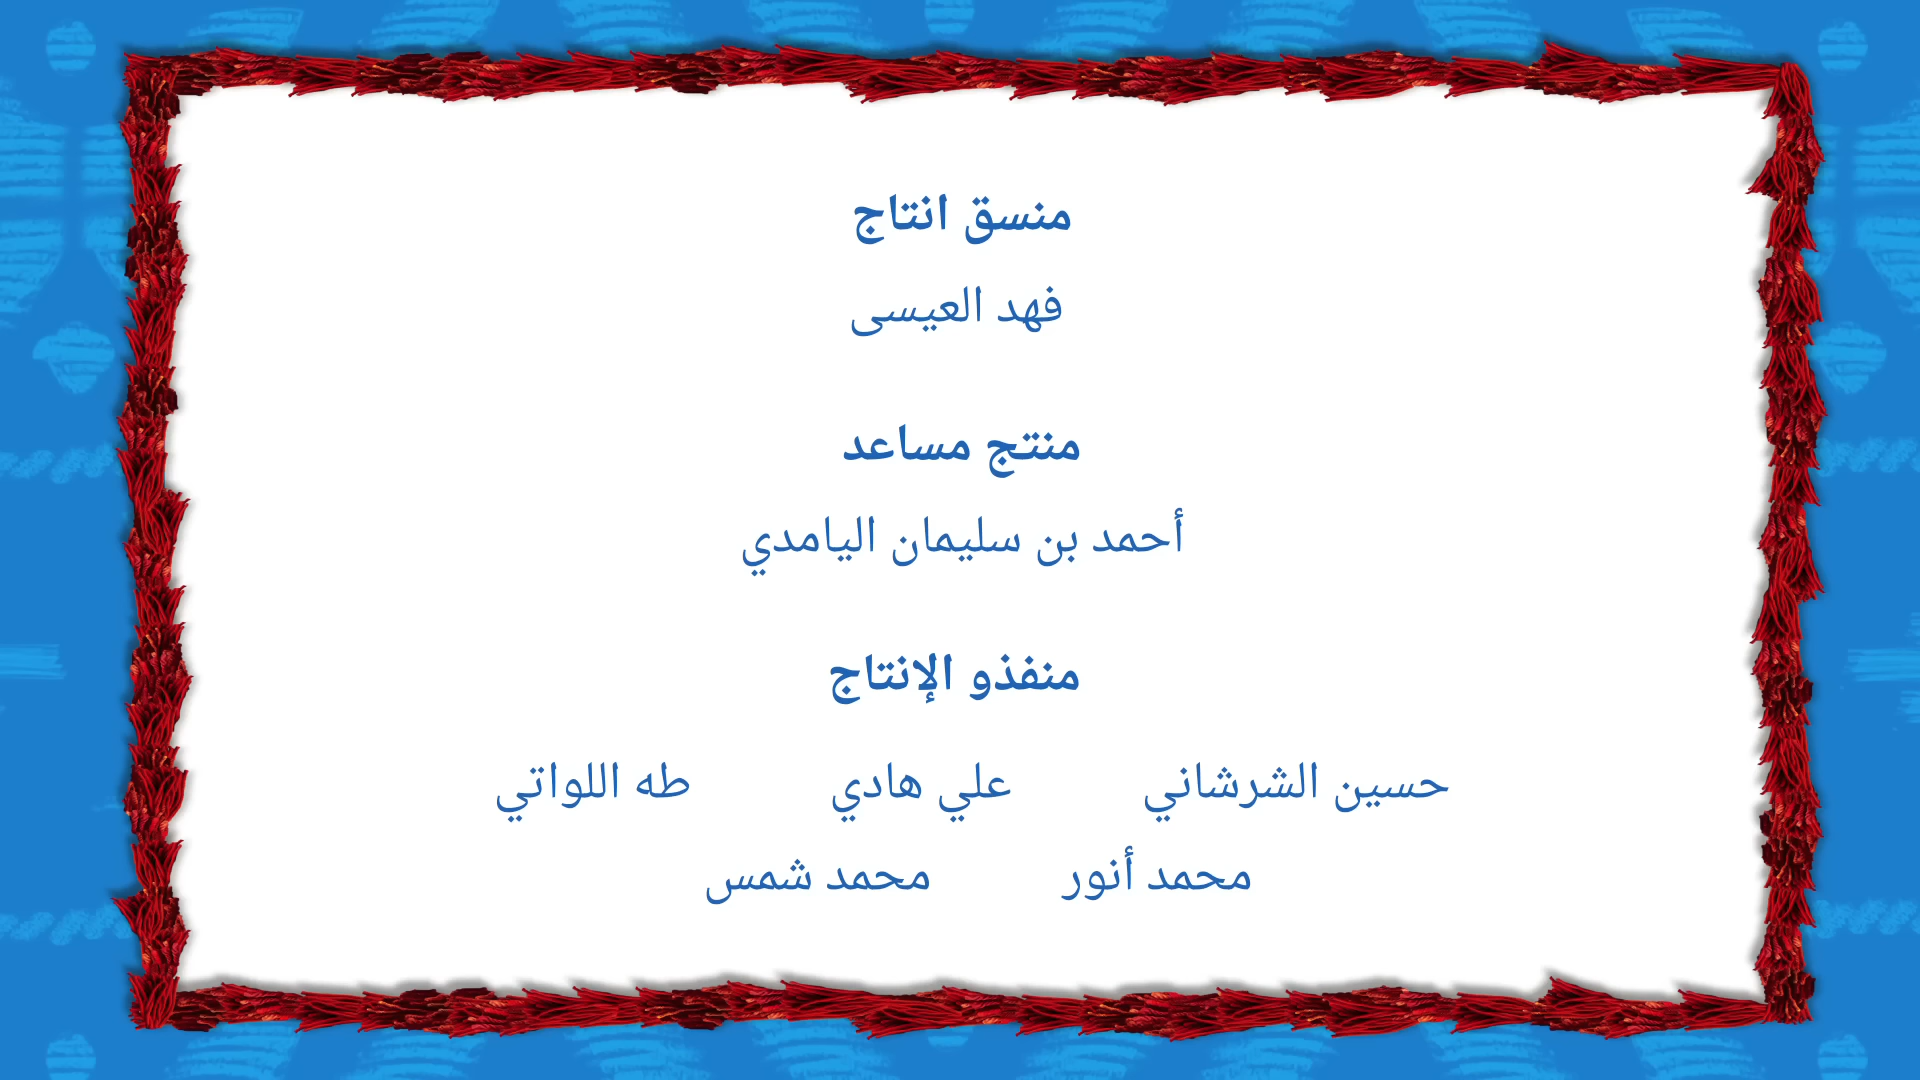 منسق انتاج
فهد العيسى
منتج مساعد
أحمد بن سليمان اليامدي
منفذو الإنتاج
حسين الشرشاني علي هادي طه اللواتي
محمد أنور محمد شمس